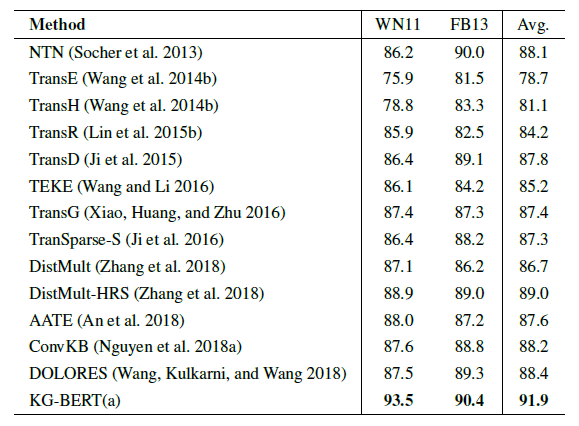 Method WN11 FB13 Avg.
NTN (Socher et al. 2013) 86.2 90.0 88.1
TransE (Wang et al. 2014b) 75.9 81.5 78.7
TransH (Wang et al. 2014b) 78.8 83.3 81.1
TransR (Lin et al. 2015b) 85.9 82.5 84.2
TransD (Ji et al. 2015) 86.4 89.1 87.8
TEKE (Wang and Li 2016) 86.1 84.2 85.2
TransG (Xiao, Huang, and Zhu 2016) 87.4 87.3 87.4
TranSparse-S (Ji et al. 2016) 86.4 88.2 87.3
DistMult (Zhang et al. 2018) 87.1 86.2 86.7
DistMult-HRS (Zhang et al. 2018) 88.9 89.0 89.0
AATE (An et al. 2018) 88.0 87.2 87.6
ConvKB (Nguyen et al. 2018a) 87.6 88.8 88.2
DOLORES (Wang, Kulkarni, and Wang 2018) 87.5 89.3 88.4
KG-BERT(a) 93.5 90.4 91.9